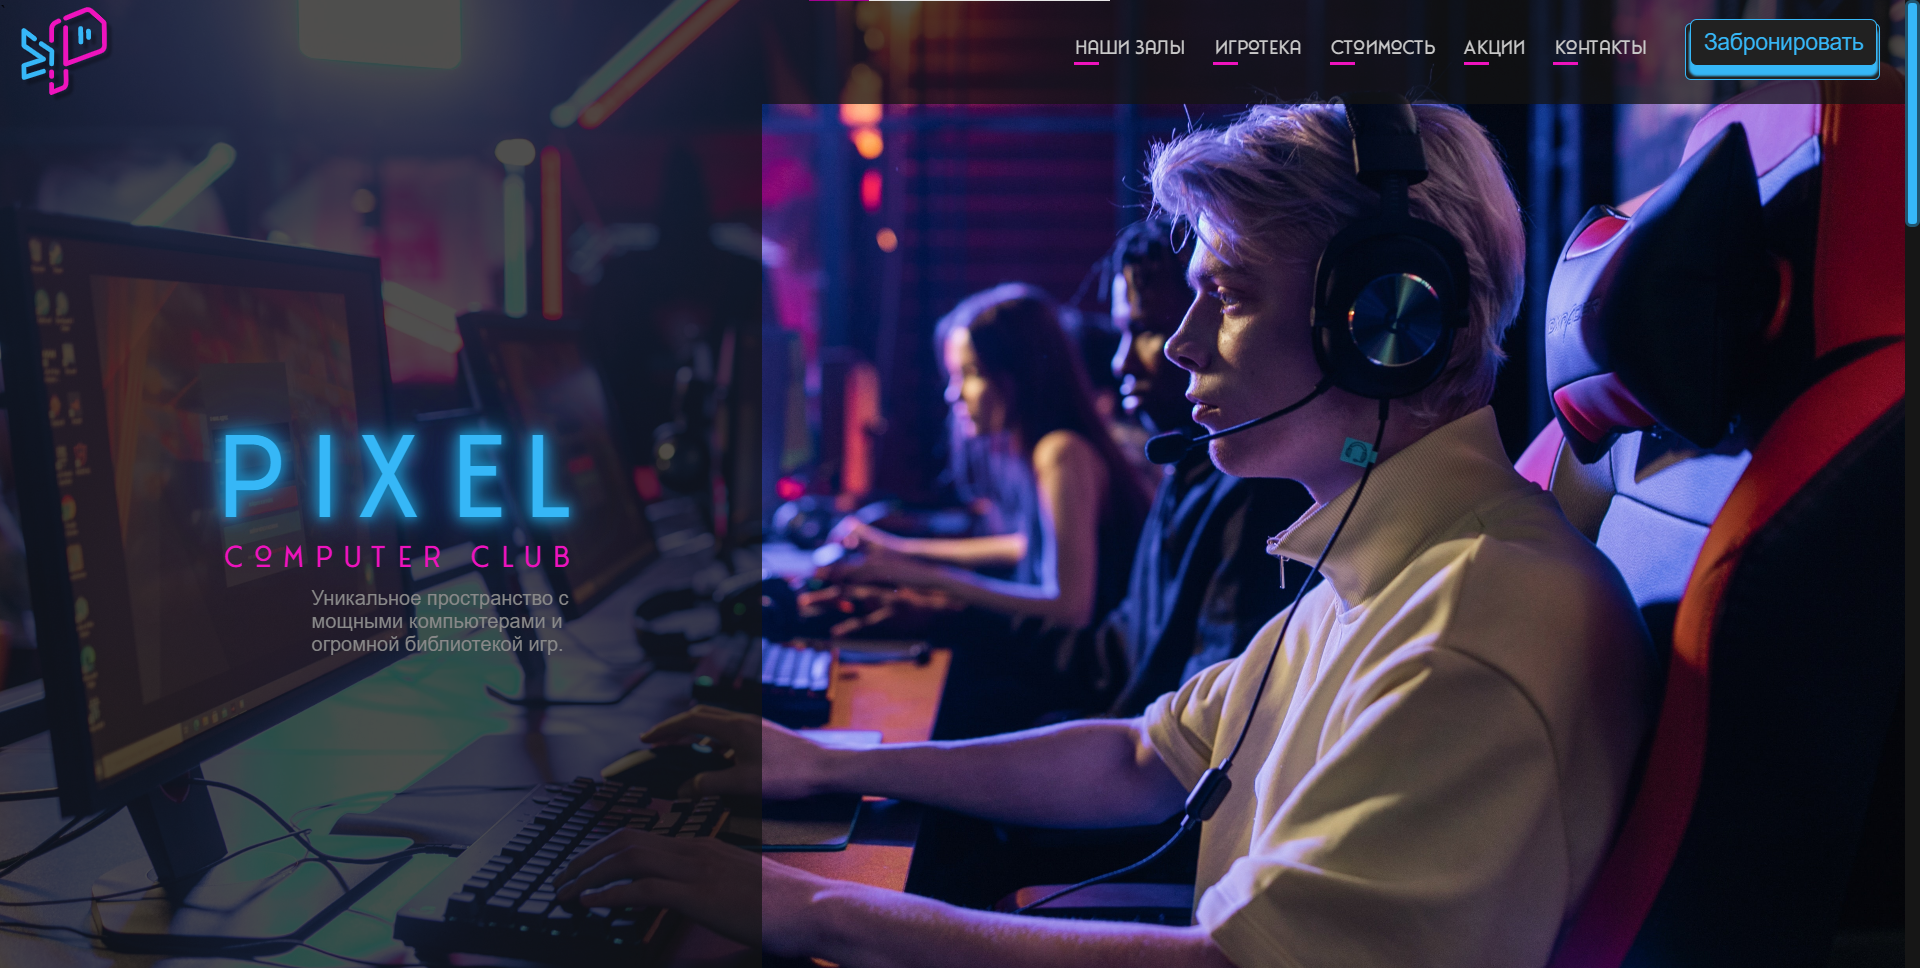 НАШИ ЗАЛЫ
ИГРОТЕКА
СТОИМОСТЬ
АКЦИИ
КОНТАКТЫ
Забронировать
PIXEL
COMPUTER CLUB
Уникальное пространство с
мощными компьютерами и
огромной библиотекой игр.